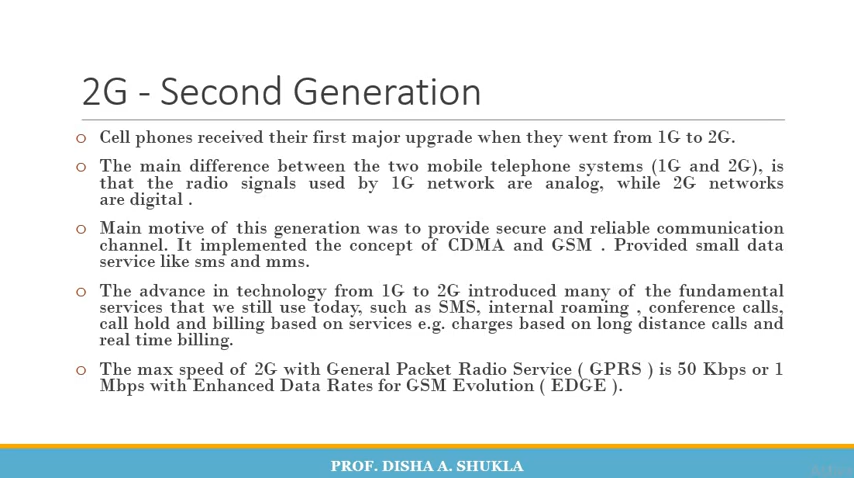 2G - Second Generation
o Cell phones received their first major upgrade when they went from 1G to 2G.
o The main difference between the two mobile telephone systems (1G and 2G), is
that the radio signals used by 1G network are analog, while 2G networks
are digital .
o Main motive of this generation was to provide secure and reliable communication
channel. It implemented the concept of CDMA and GSM . Provided small data
service like sms and mms.
o The advance in technology from 1G to 2G introduced many of the fundamental
services that we still use today, such as SMS, internal roaming , conference calls,
call hold and billing based on services e.g. charges based on long distance calls and
real time billing.
o The max speed of 2G with General Packet Radio Service ( GPRS ) is 50 Kbps or 1
Mbps with Enhanced Data Rates for GSM Evolution ( EDGE ).
PROF. DISHA A. SHUKLA